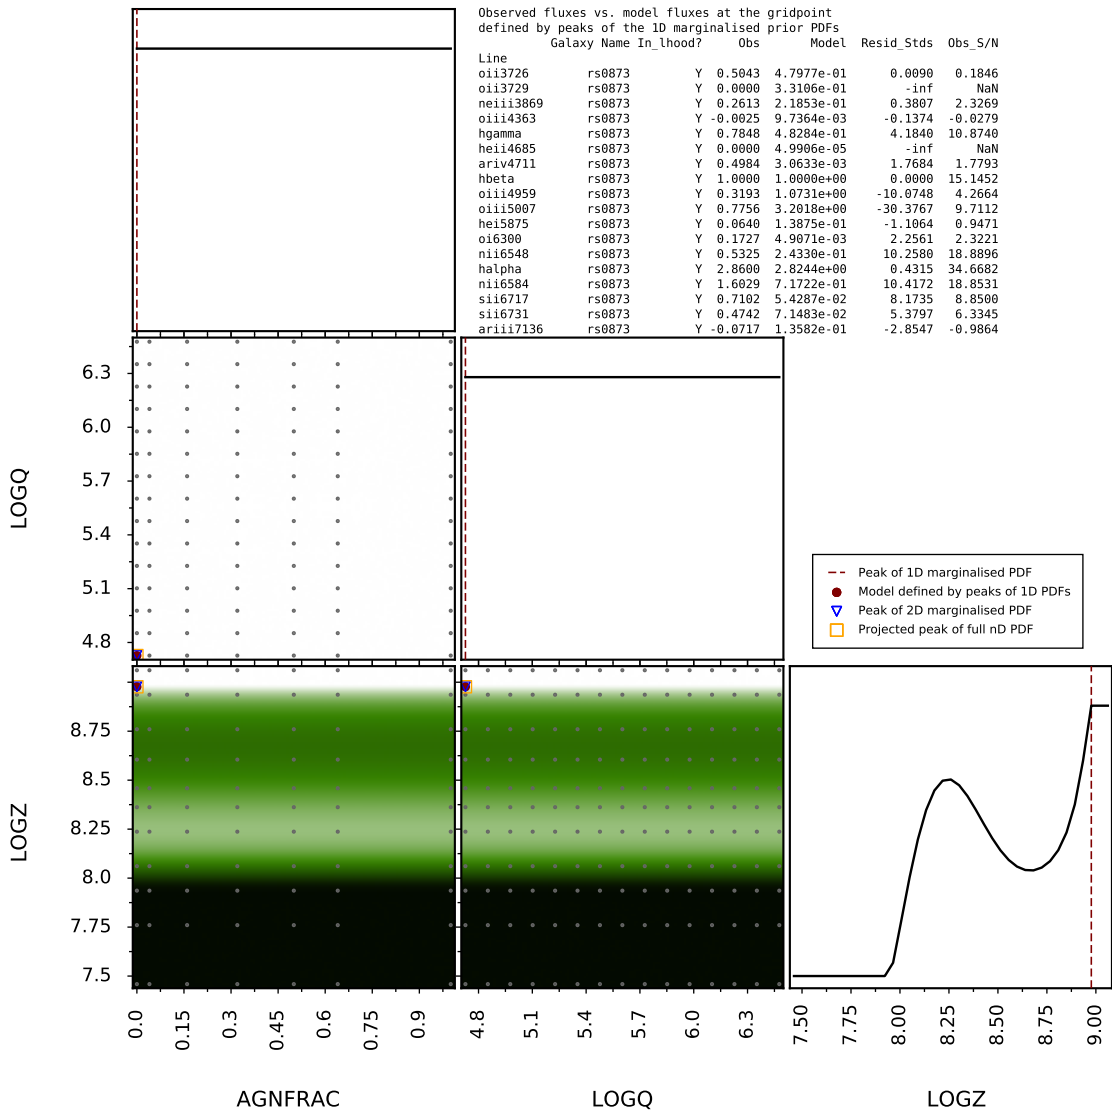 Observed fluxes vs. model fluxes at the gridpoint
defined by peaks of the 1D marginalised prior PDFs
Galaxy Name In_lhood? Obs Model Resid_Stds Obs_S/N
Line
oii3726 rs0873 Y 0.5043 4.7977e-01 0.0090 0.1846
oii3729 rs0873 Y 0.0000 3.3106e-01 -inf NaN
neiii3869 rs0873 Y 0.2613 2.1853e-01 0.3807 2.3269
oiii4363 rs0873 Y -0.0025 9.7364e-03 -0.1374 -0.0279
hgamma rs0873 Y 0.7848 4.8284e-01 4.1840 10.8740
heii4685 rs0873 Y 0.0000 4.9906e-05 -inf NaN
ariv4711 rs0873 Y 0.4984 3.0633e-03 1.7684 1.7793
hbeta rs0873 Y 1.0000 1.0000e+00 0.0000 15.1452
oiii4959 rs0873 Y 0.3193 1.0731e+00 -10.0748 4.2664
oiii5007 rs0873 Y 0.7756 3.2018e+00 -30.3767 9.7112
hei5875 rs0873 Y 0.0640 1.3875e-01 -1.1064 0.9471
oi6300 rs0873 Y 0.1727 4.9071e-03 2.2561 2.3221
nii6548 rs0873 Y 0.5325 2.4330e-01 10.2580 18.8896
halpha rs0873 Y 2.8600 2.8244e+00 0.4315 34.6682
nii6584 rs0873 Y 1.6029 7.1722e-01 10.4172 18.8531
sii6717 rs0873 Y 0.7102 5.4287e-02 8.1735 8.8500
sii6731 rs0873 Y 0.4742 7.1483e-02 5.3797 6.3345
ariii7136 rs0873 Y -0.0717 1.3582e-01 -2.8547 -0.9864
LOGQ
6.3
6.0
5.7
5.4
5.1
4.8
Peak of 1D marginalised PDF
Model defined by peaks of 1D PDFs
Peak of 2D marginalised PDF
Projected peak of full nD PDF
LOGZ
8.75
8.5
8.25
8.0
7.75
7.5
0.0 0.15 0.3 0.45 0.6 0.75 0.9
4.8 5.1 5.4 5.7 6.0 6.3
7.50 7.75 8.00 8.25 8.50 8.75 9.00
AGNFRAC LOGQ LOGZ